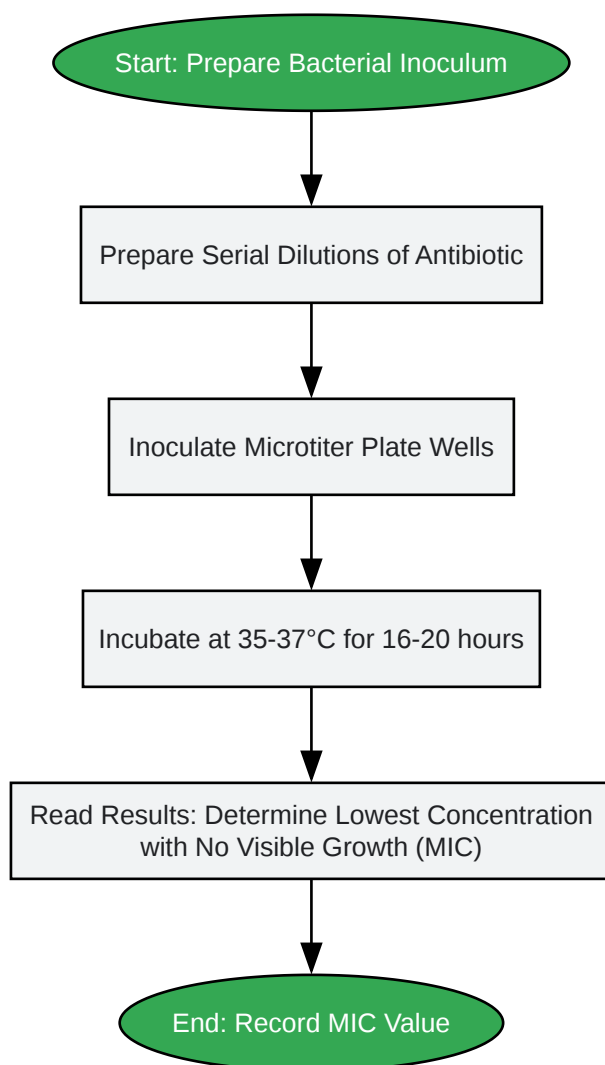 Start: Prepare Bacterial Inoculum
Prepare Serial Dilutions of Antibiotic
Inoculate Microtiter Plate Wells
Incubate at 35-37°C for 16-20 hours
Read Results: Determine Lowest Concentration
with No Visible Growth (MIC)
End: Record MIC Value